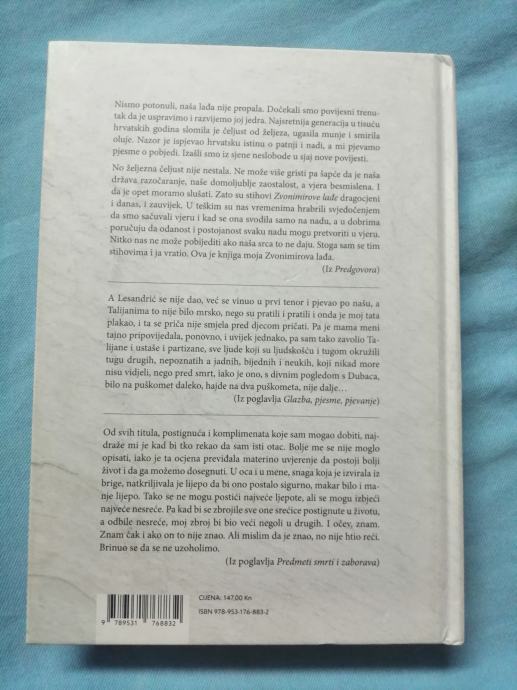 Nismo potonuli, naša lađa nije propala. Dočekali smo povijesni trenu-
tak da je uspravimo i razvijemo joj jedra. Najsretnija generacija u tisuću
hrvatskih godina slomila je čeljust od željeza, ugasila munje i smirila
oluje. Nazor je ispjevao hrvatsku istinu o patnji i nadi, a mi pjevamo
pjesme o pobjedi. Izašli smo iz sjene neslobode u sjaj nove povijesti.
No željezna čeljust nije nestala. Ne može više gristi pa šapće da je naša
država razočaranje, naše domoljublje zaostalost, a vjera besmislena. I
da je opet moramo slušati. Zato su stihovi Zvonimirove lađe dragocjeni
i danas, i zauvijek. U teškim su nas vremenima hrabrili svjedočenjem
da smo sačuvali vjeru i kad se ona svodila samo na nadu, a u dobrima
poručuju da odanost i postojanost svaku nadu mogu pretvoriti u vjeru.
Nitko nas ne može pobijediti ako naša srca to ne daju. Stoga sam se tim
stihovima i ja vratio. Ova je knjiga moja Zvonimirova lađa.
(Iz Predgovora)
A Lesandrić se nije dao, već se vinuo u prvi tenor i pjevao po našu, a
Talijanima to nije bilo mrsko, nego su pratili i pratili i onda je moj tata
plakao, i ta se priča nije smjela pred djecom pričati. Pa je mama meni
tajno pripovijedala, ponovno, i uvijek jednako, pa sam tako zavolio Ta-
lijane i ustaše i partizane, sve ljude koji su ljudskošću i tugom okružili
tugu drugih, nepoznatih a jadnih, bijednih i neukih, koji nikad more
nisu vidjeli, nego pred smrt, iako je ono, s divnim pogledom s Dubaca,
bilo na puškomet daleko, hajde na dva puškometa, nije dalje…
(Iz poglavlja Glazba, pjesme, pjevanje)
Od svih titula, postignuća i komplimenata koje sam mogao dobiti, naj-
draže mi je kad bi tko rekao da sam isti otac. Bolje me se nije moglo
opisati, iako je ta ocjena previđala materino uvjerenje da postoji bolji
život i da ga možemo dosegnuti. U oca i u mene, snaga koja je izvirala iz
brige, natkriljivala je lijepo da bi ono postalo sigurno, makar bilo i ma-
nje lijepo. Tako se ne mogu postići najveće ljepote, ali se mogu izbjeći
najveće nesreće. Pa kad bi se zbrojile sve one srećice postignute u životu,
a odbile nesreće, moj zbroj bi bio veći negoli u drugih. I očev, znam.
Znam čak i ako on to nije znao. Ali mislim da je znao, no nije htio reći.
Brinuo se da se ne uzoholimo.
(Iz poglavlja Predmeti smrti i zaborava)
CIJENA: 147,00 Kn
ISBN 978-953-176-883-2
9 789531 768832